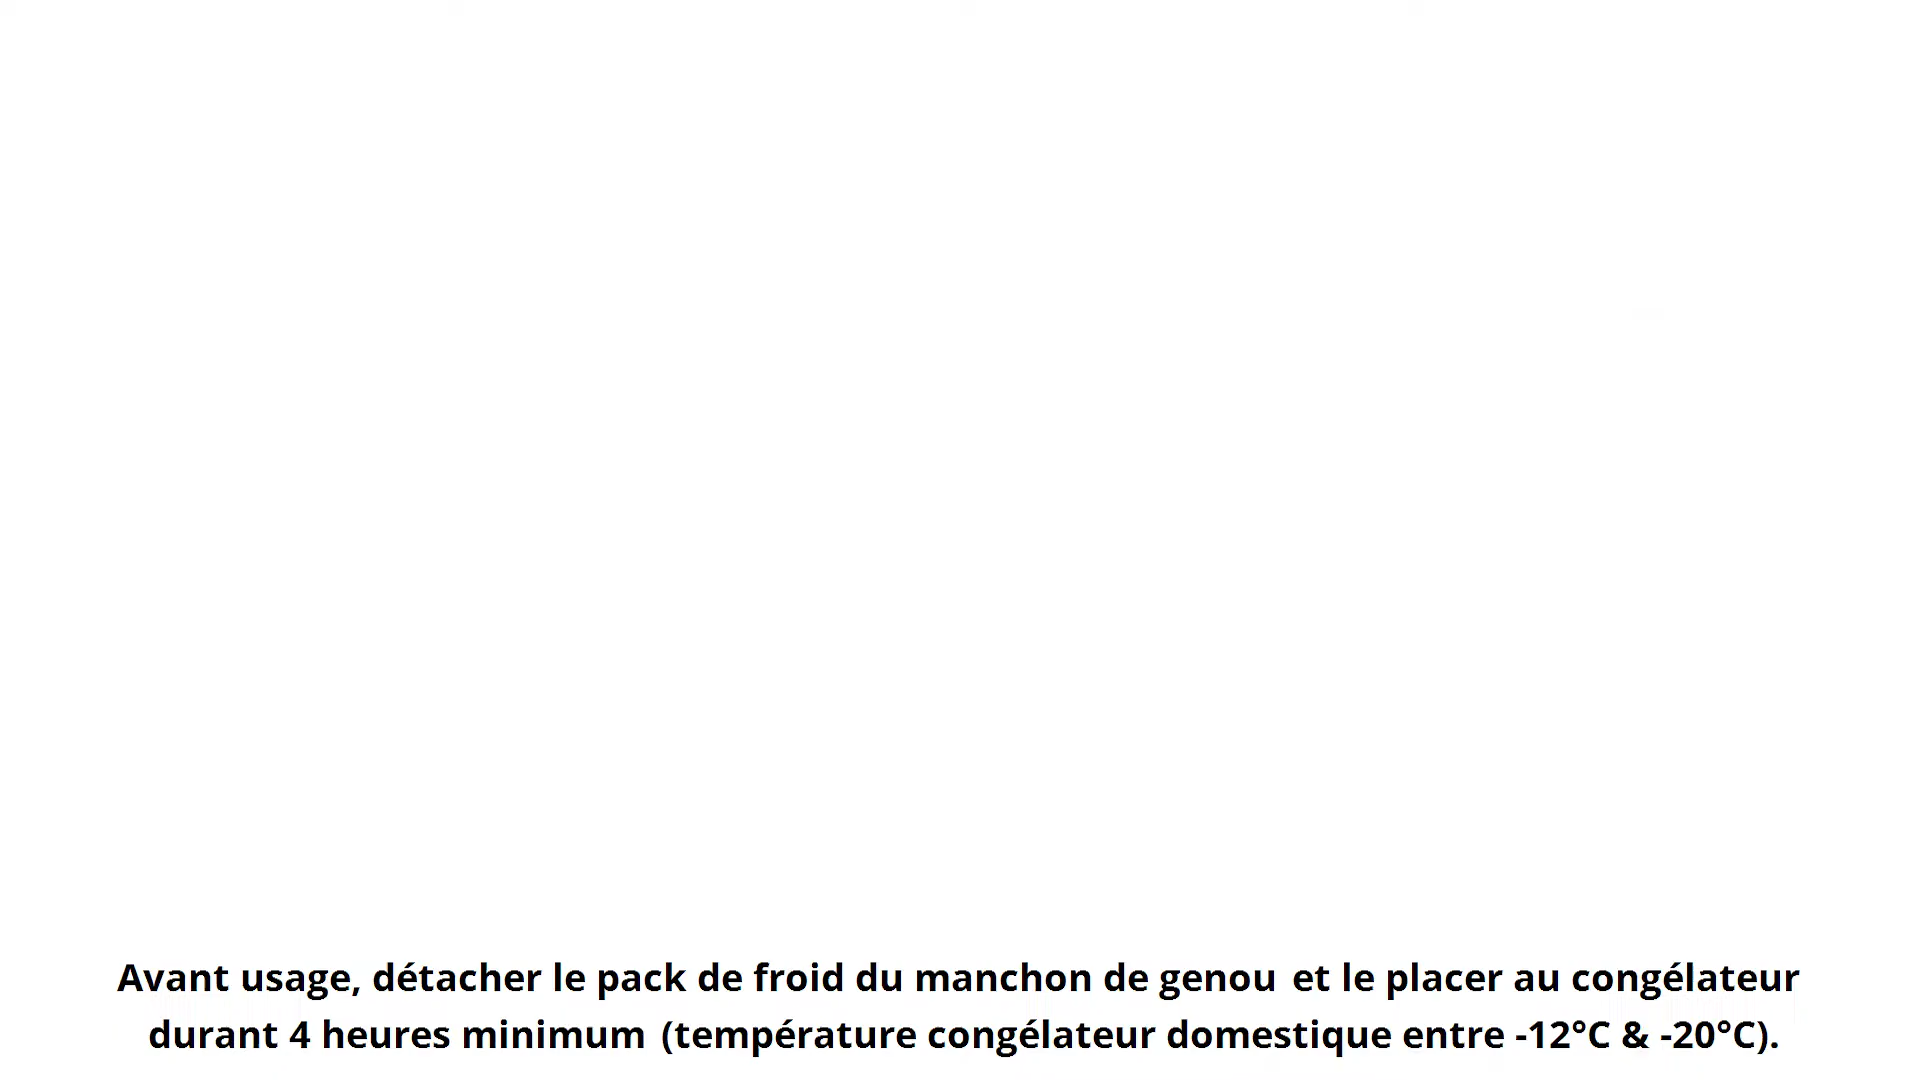 Avant usage, détacher le pack de froid du manchon de genou et le placer au congélateur
durant 4 heures minimum (température congélateur domestique entre -12°C & -20°C).